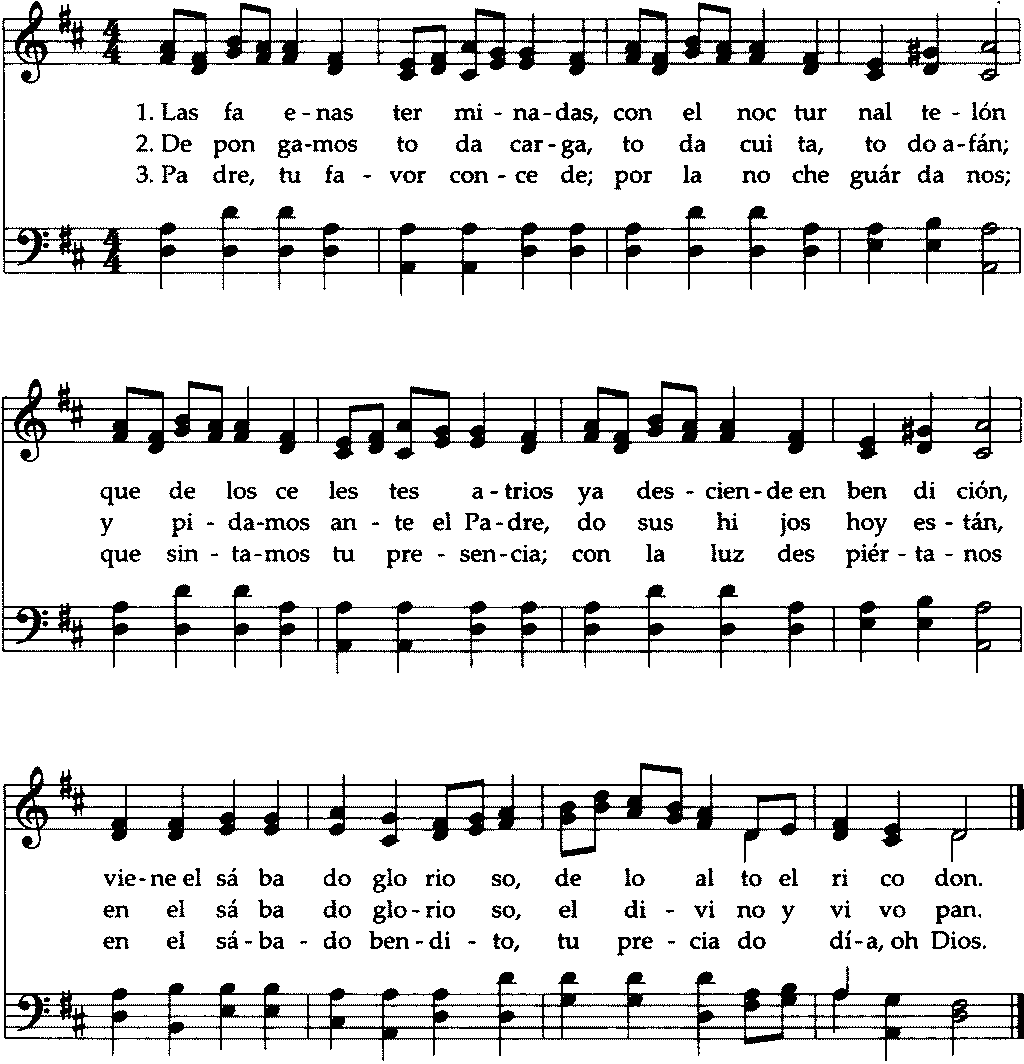 1. Las fa e - nas ter mi - na - das, con el noc tur nal te - lón
2. De pon ga - mos to da car - ga, to da cui ta, to do a - fán;
3. Pa dre, tu fa - vor con - ce de; por la no che guár da nos;
que de los ce les tes a - trios ya des - cien - de en ben di ción,
y pi - da - mos an - te el Pa - dre, do sus hi jos hoy es - tán,
que sin - ta - mos tu pre - sen - cia; con la luz des piér - ta - nos
vie - ne el sá ba do glo rio so, de lo al to el ri co don.
en el sá ba do glo - rio so, el di - vi no y vi vo pan.
en el sá - ba - do ben - di - to, tu pre - cia do dí - a, oh Dios.